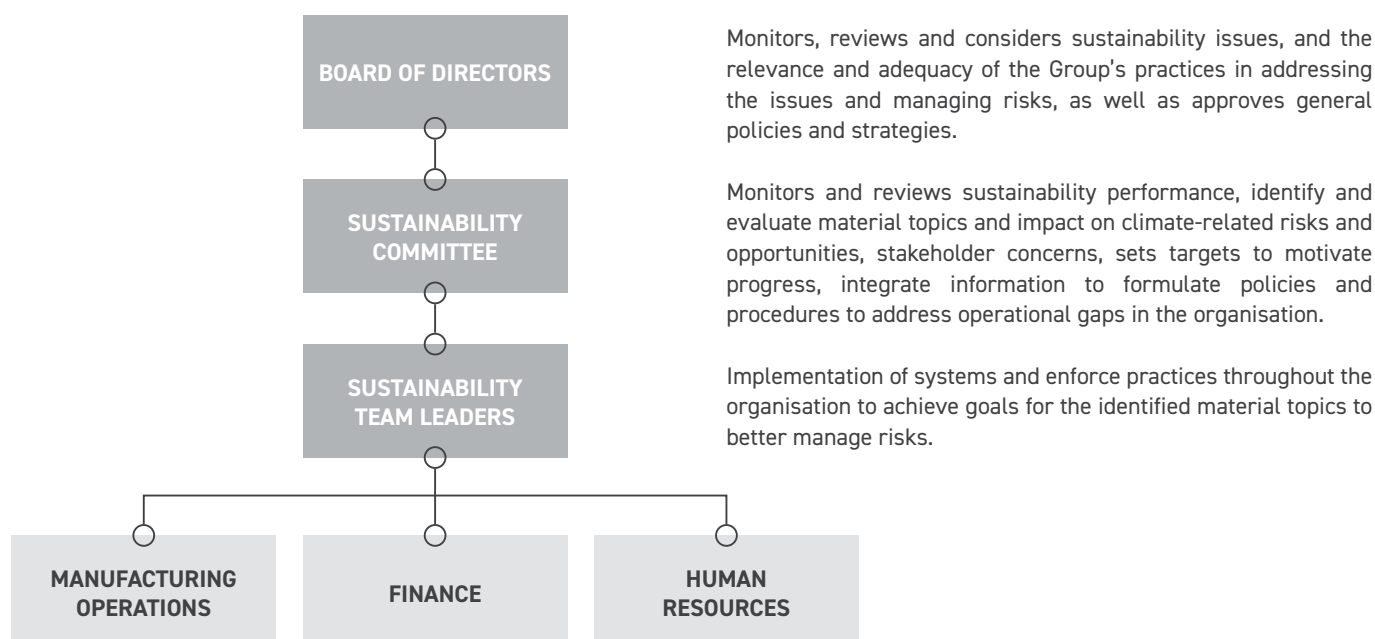 BOARD OF DIRECTORS
Monitors, reviews and considers sustainability issues, and the
relevance and adequacy of the Group's practices in addressing
the issues and managing risks, as well as approves general
policies and strategies.
SUSTAINABILITY
COMMITTEE
Monitors and reviews sustainability performance, identify and
evaluate material topics and impact on climate-related risks and
opportunities, stakeholder concerns, sets targets to motivate
progress, integrate information to formulate policies and
procedures to address operational gaps in the organisation.
SUSTAINABILITY
TEAM LEADERS
Implementation of systems and enforce practices throughout the
organisation to achieve goals for the identified material topics to
better manage risks.
MANUFACTURING
OPERATIONS
FINANCE
HUMAN
RESOURCES